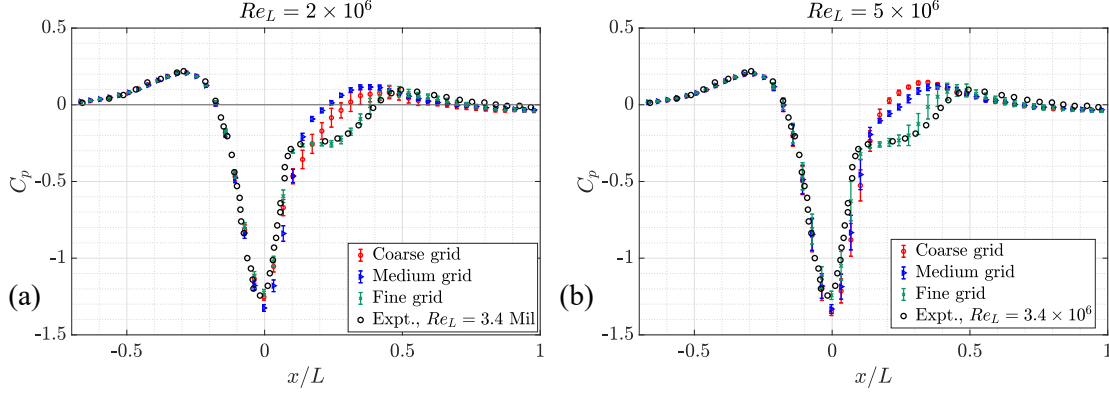 Re_L = 2 × 10^6
(a)
C_p
0.5
0
-0.5
-1
-1.5
-0.5
0
0.5
1
x/L
Coarse grid
Medium grid
Fine grid
Expt., Re_L = 3.4 Mil
Re_L = 5 × 10^6
(b)
C_p
0.5
0
-0.5
-1
-1.5
-0.5
0
0.5
1
x/L
Coarse grid
Medium grid
Fine grid
Expt., Re_L = 3.4 × 10^6